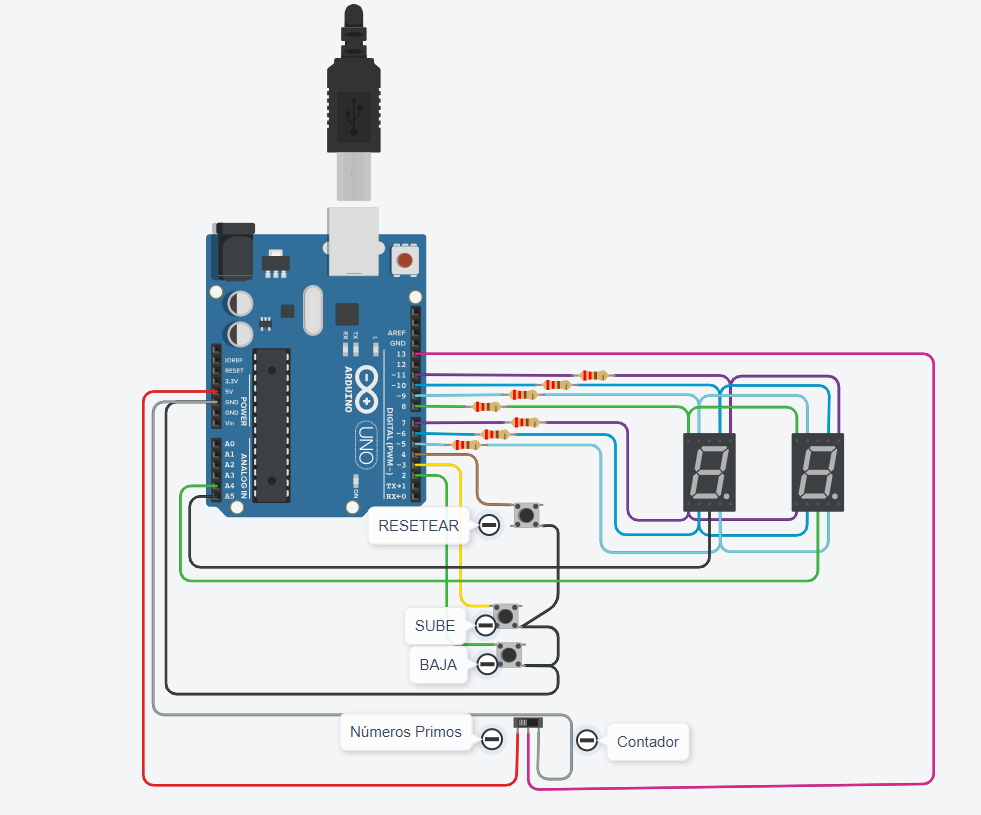 AREF
GND
13
12
~11
~10
~9
8
7
~6
~5
4
~3
2
TX→1
RX←0
DIGITAL (PWM~)
RX
TX
L
ARDUINO
UNO
ON
IOREF
RESET
3.3V
5V
GND
GND
Vin
POWER
A0
A1
A2
A3
A4
A5
ANALOG IN
RESETEAR
SUBE
BAJA
Números Primos
Contador